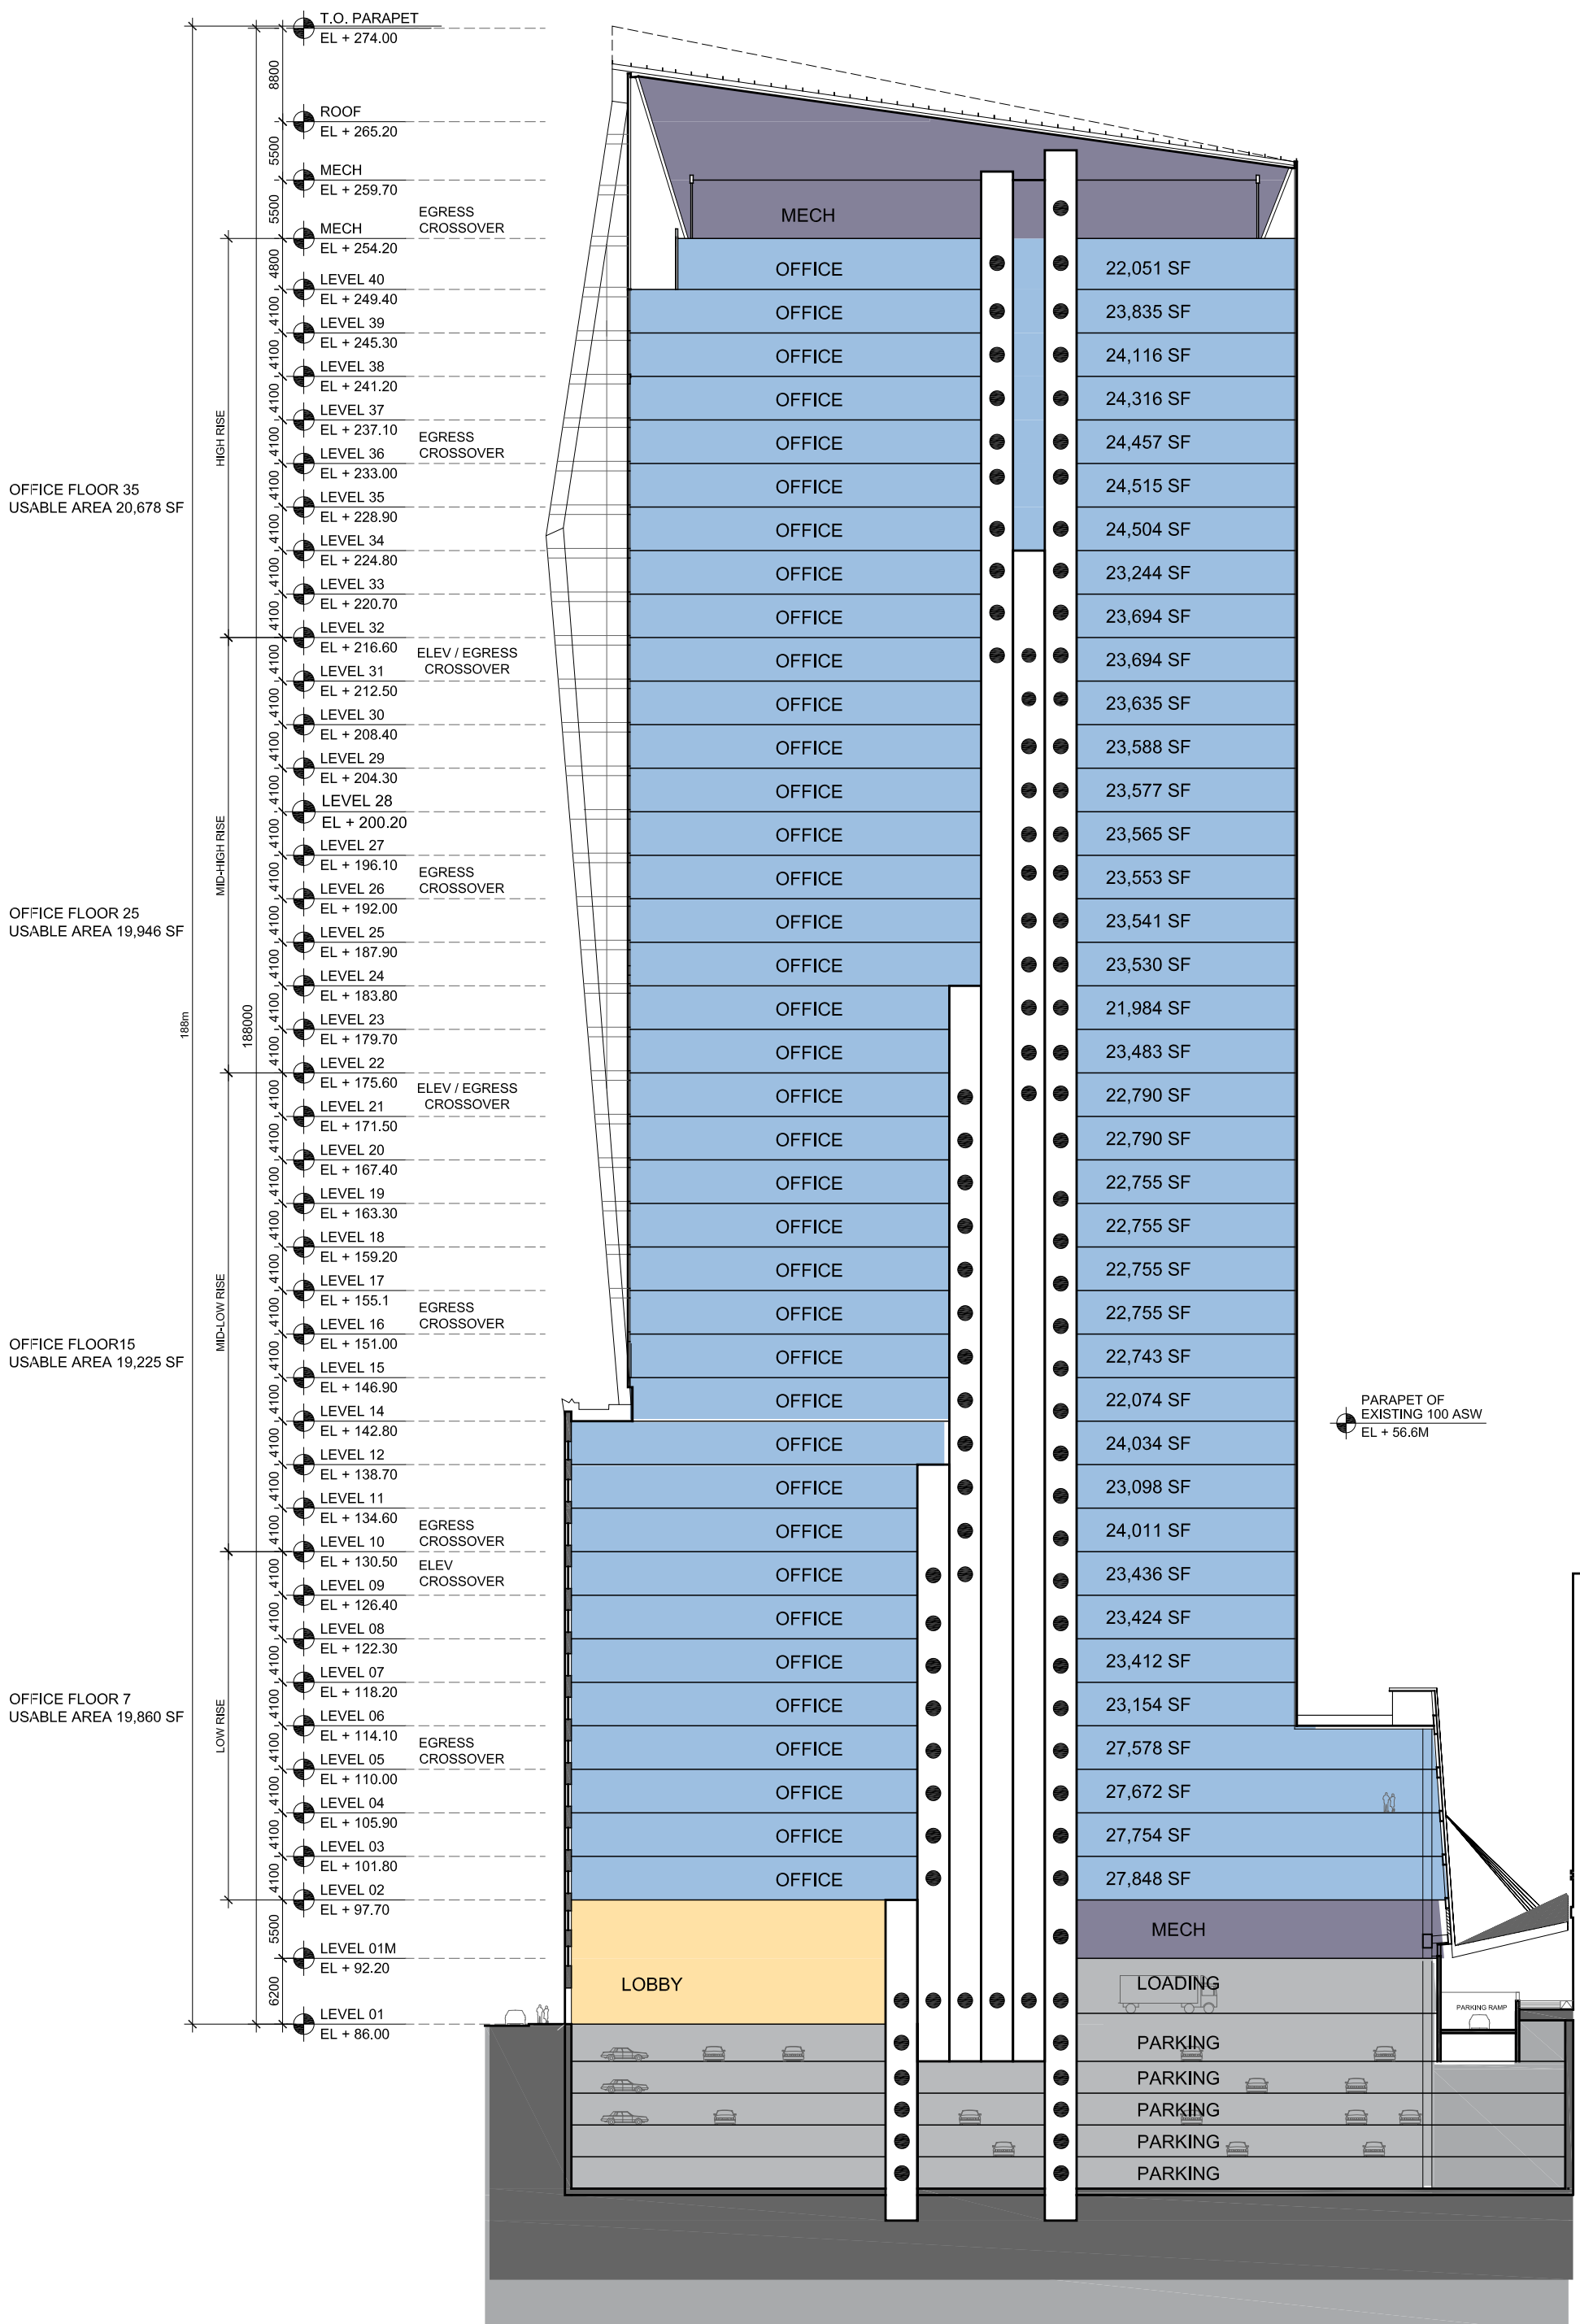 T.O. PARAPET
EL + 274.00
8800
ROOF
EL + 265.20
5500
MECH
EL + 259.70
5500
MECH
EL + 254.20
EGRESS
CROSSOVER
MECH
4800
OFFICE
22,051 SF
LEVEL 40
EL + 249.40
4100
OFFICE
23,835 SF
LEVEL 39
EL + 245.30
4100
OFFICE
24,116 SF
LEVEL 38
EL + 241.20
4100
OFFICE
24,316 SF
LEVEL 37
EL + 237.10
4100
EGRESS
CROSSOVER
OFFICE
24,457 SF
HIGH RISE
LEVEL 36
EL + 233.00
4100
OFFICE
24,515 SF
OFFICE FLOOR 35
USABLE AREA 20,678 SF
LEVEL 35
EL + 228.90
4100
OFFICE
24,504 SF
LEVEL 34
EL + 224.80
4100
OFFICE
23,244 SF
LEVEL 33
EL + 220.70
4100
OFFICE
23,694 SF
LEVEL 32
EL + 216.60
4100
ELEV / EGRESS
CROSSOVER
OFFICE
23,694 SF
LEVEL 31
EL + 212.50
4100
OFFICE
23,635 SF
LEVEL 30
EL + 208.40
4100
OFFICE
23,588 SF
LEVEL 29
EL + 204.30
4100
OFFICE
23,577 SF
LEVEL 28
EL + 200.20
4100
OFFICE
23,565 SF
MID-HIGH RISE
LEVEL 27
EL + 196.10
4100
EGRESS
CROSSOVER
OFFICE
23,553 SF
LEVEL 26
EL + 192.00
4100
OFFICE
23,541 SF
OFFICE FLOOR 25
USABLE AREA 19,946 SF
LEVEL 25
EL + 187.90
4100
OFFICE
23,530 SF
LEVEL 24
EL + 183.80
4100
OFFICE
21,984 SF
188m
188000
LEVEL 23
EL + 179.70
4100
OFFICE
23,483 SF
LEVEL 22
EL + 175.60
4100
ELEV / EGRESS
CROSSOVER
OFFICE
22,790 SF
LEVEL 21
EL + 171.50
4100
OFFICE
22,790 SF
LEVEL 20
EL + 167.40
4100
OFFICE
22,755 SF
LEVEL 19
EL + 163.30
4100
OFFICE
22,755 SF
LEVEL 18
EL + 159.20
4100
OFFICE
22,755 SF
LEVEL 17
EL + 155.1
4100
EGRESS
CROSSOVER
OFFICE
22,755 SF
MID-LOW RISE
LEVEL 16
EL + 151.00
4100
OFFICE
22,743 SF
OFFICE FLOOR15
USABLE AREA 19,225 SF
LEVEL 15
EL + 146.90
4100
OFFICE
22,074 SF
PARAPET OF
EXISTING 100 ASW
EL + 56.6M
LEVEL 14
EL + 142.80
4100
OFFICE
24,034 SF
LEVEL 12
EL + 138.70
4100
OFFICE
23,098 SF
LEVEL 11
EL + 134.60
4100
EGRESS
CROSSOVER
OFFICE
24,011 SF
LEVEL 10
EL + 130.50
4100
ELEV
CROSSOVER
OFFICE
23,436 SF
LEVEL 09
EL + 126.40
4100
OFFICE
23,424 SF
LEVEL 08
EL + 122.30
4100
OFFICE
23,412 SF
LEVEL 07
EL + 118.20
4100
OFFICE
23,154 SF
OFFICE FLOOR 7
USABLE AREA 19,860 SF
LOW RISE
LEVEL 06
EL + 114.10
4100
EGRESS
CROSSOVER
OFFICE
27,578 SF
LEVEL 05
EL + 110.00
4100
OFFICE
27,672 SF
LEVEL 04
EL + 105.90
4100
OFFICE
27,754 SF
LEVEL 03
EL + 101.80
4100
OFFICE
27,848 SF
LEVEL 02
EL + 97.70
5500
MECH
LEVEL 01M
EL + 92.20
6200
LOBBY
LOADING
PARKING RAMP
LEVEL 01
EL + 86.00
PARKING
PARKING
PARKING
PARKING
PARKING